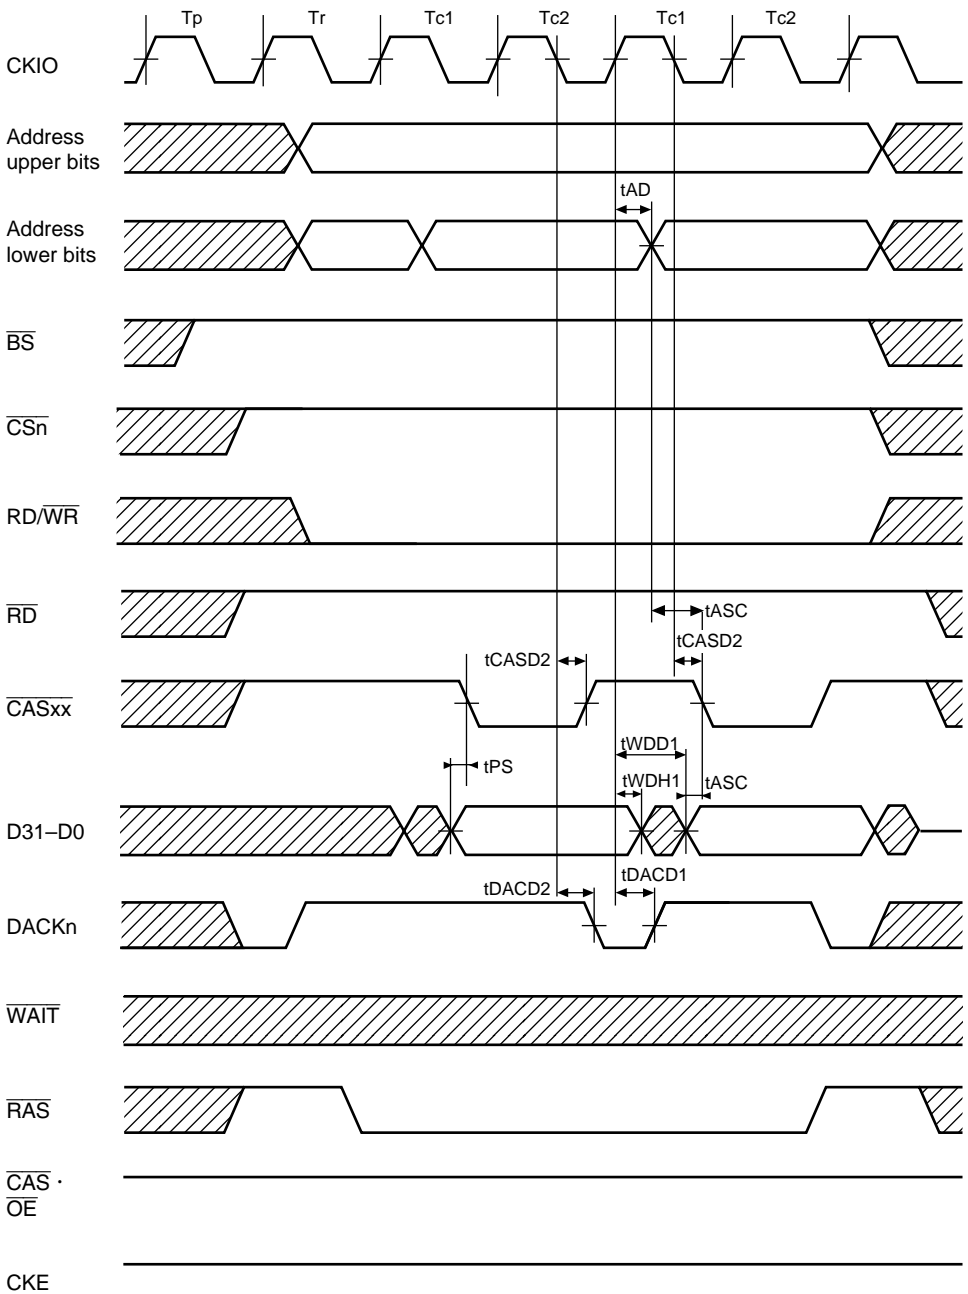 Tp Tr Tc1 Tc2 Tc1 Tc2
CKIO
Address
upper bits
tAD
Address
lower bits
BS
CSn
RD/WR
RD
tASC
tCASD2
tCASD2
CASxx
tWDD1
tPS
tWDH1 tASC
D31–D0
tDACD2 tDACD1
DACKn
WAIT
RAS
CAS ·
OE
CKE